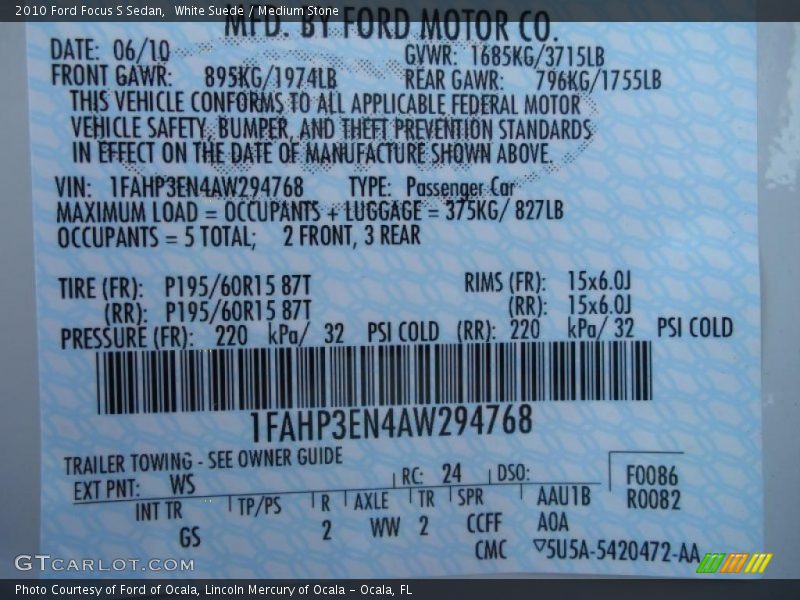 2010 Ford Focus S Sedan,  White Suede / Medium Stone
MFD. BY FORD MOTOR CO.
DATE: 06/10 GVWR: 1685KG/3715LB
FRONT GAWR: 895KG/1974LB REAR GAWR: 796KG/1755LB
THIS VEHICLE CONFORMS TO ALL APPLICABLE FEDERAL MOTOR
VEHICLE SAFETY, BUMPER, AND THEFT PREVENTION STANDARDS
IN EFFECT ON THE DATE OF MANUFACTURE SHOWN ABOVE.
VIN: 1FAHP3EN4AW294768 TYPE: Passenger Car
MAXIMUM LOAD = OCCUPANTS + LUGGAGE = 375KG/ 827LB
OCCUPANTS = 5 TOTAL; 2 FRONT, 3 REAR
TIRE (FR): P195/60R15 87T RIMS (FR): 15x6.0J
(RR): P195/60R15 87T (RR): 15x6.0J
PRESSURE (FR): 220 kPa/ 32 PSI COLD (RR): 220 kPa/ 32 PSI COLD
1FAHP3EN4AW294768
TRAILER TOWING - SEE OWNER GUIDE
EXT PNT: WS RC: 24 DSO: F0086
R0082
INT TR TP/PS R AXLE TR SPR AAU1B
GS 2 WW 2 CCFF AOA
CMC ▽5U5A-5420472-AA
GTCARLOT.COM
Photo Courtesy of Ford of Ocala, Lincoln Mercury of Ocala – Ocala, FL